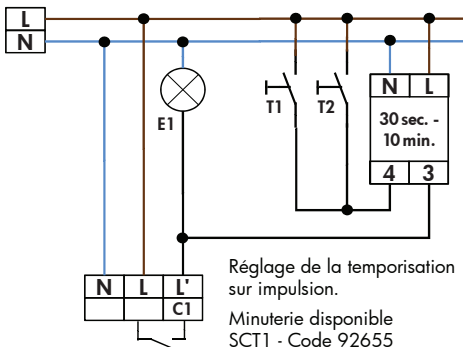 L
N
E1
T1
T2
N L
30 sec. -
10 min.
4 3
N L L'
C1
Réglage de la temporisation
sur impulsion.
Minuterie disponible
SCT1 - Code 92655